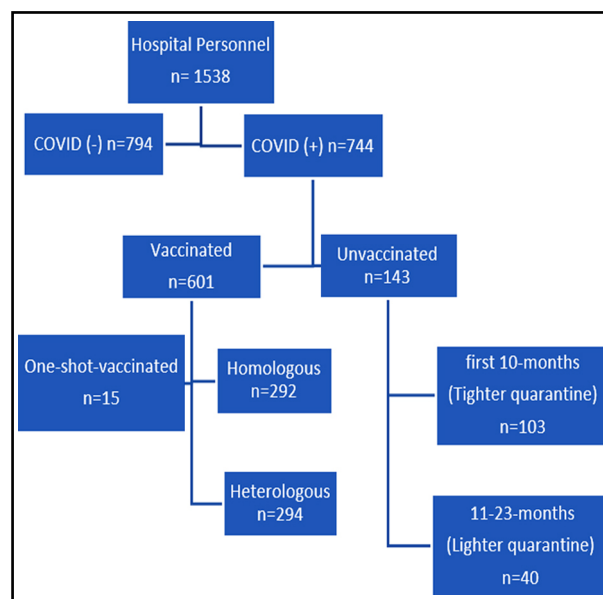 Hospital Personnel
n= 1538
COVID (-) n=794
COVID (+) n=744
Vaccinated
n=601
Unvaccinated
n=143
One-shot-vaccinated
n=15
Homologous
n=292
Heterologous
n=294
first 10-months
(Tighter quarantine)
n=103
11-23-months
(Lighter quarantine)
n=40